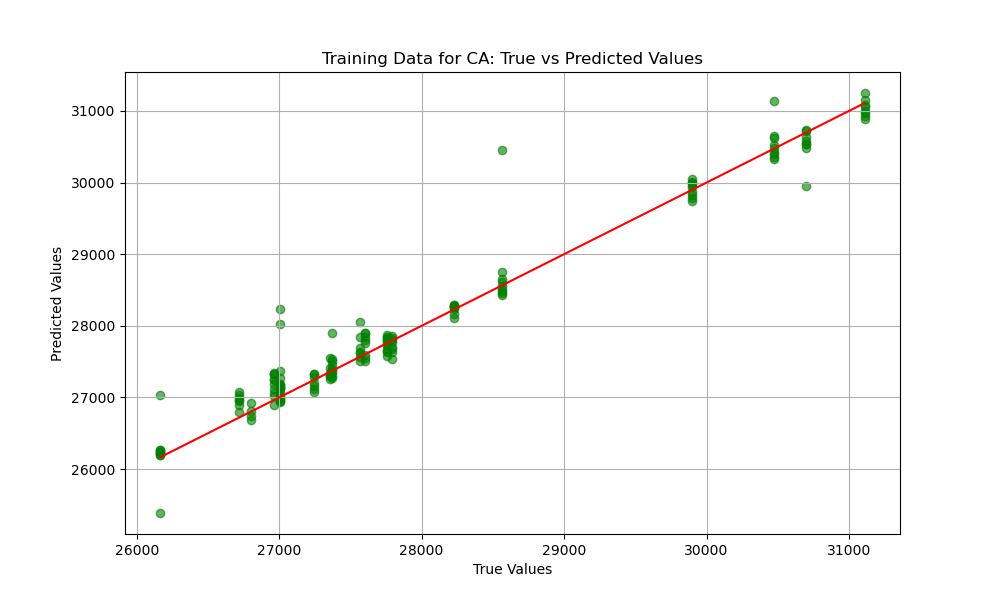 Training Data for CA: True vs Predicted Values
31000
30000
29000
28000
27000
26000
Predicted Values
26000 27000 28000 29000 30000 31000
True Values